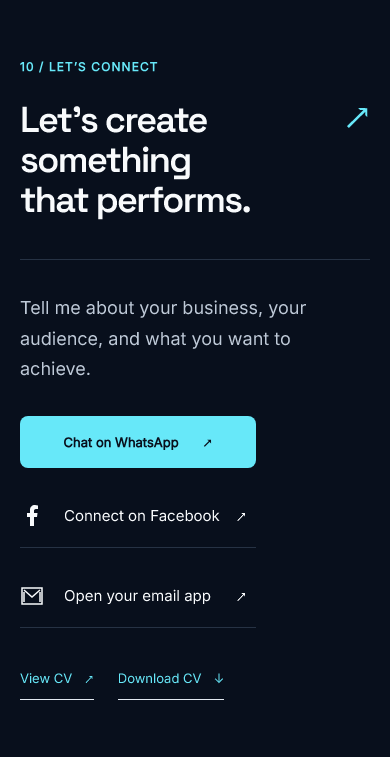 10 / LET’S CONNECT
Let’s create
something
that performs.
Tell me about your business, your
audience, and what you want to
achieve.
Chat on WhatsApp ↗
Connect on Facebook ↗
Open your email app ↗
View CV ↗ Download CV ↓